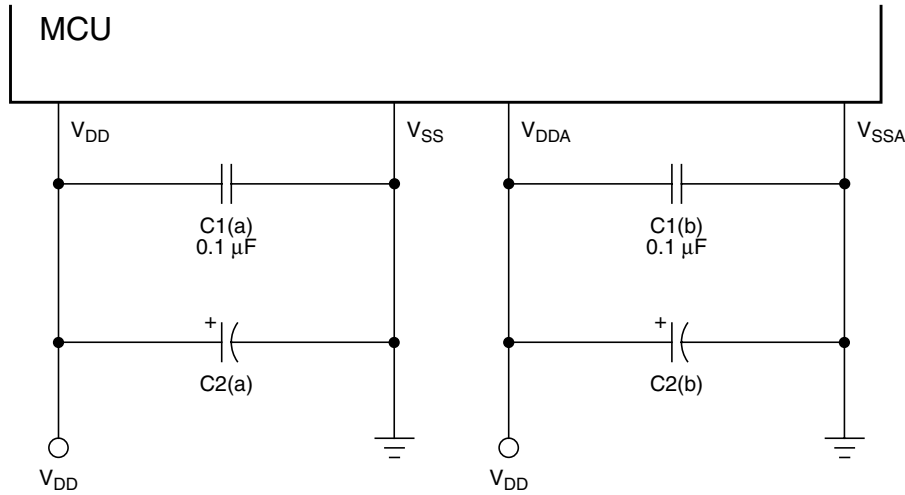 MCU
VDD
VSS
VDDA
VSSA
C1(a)
0.1 µF
C1(b)
0.1 µF
+
C2(a)
+
C2(b)
VDD
VDD